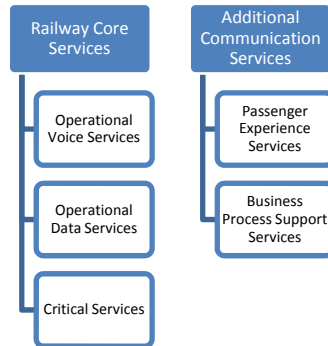 Railway Core
Services
Operational
Voice Services
Operational
Data Services
Critical Services
Additional
Communication
Services
Passenger
Experience
Services
Business
Process Support
Services